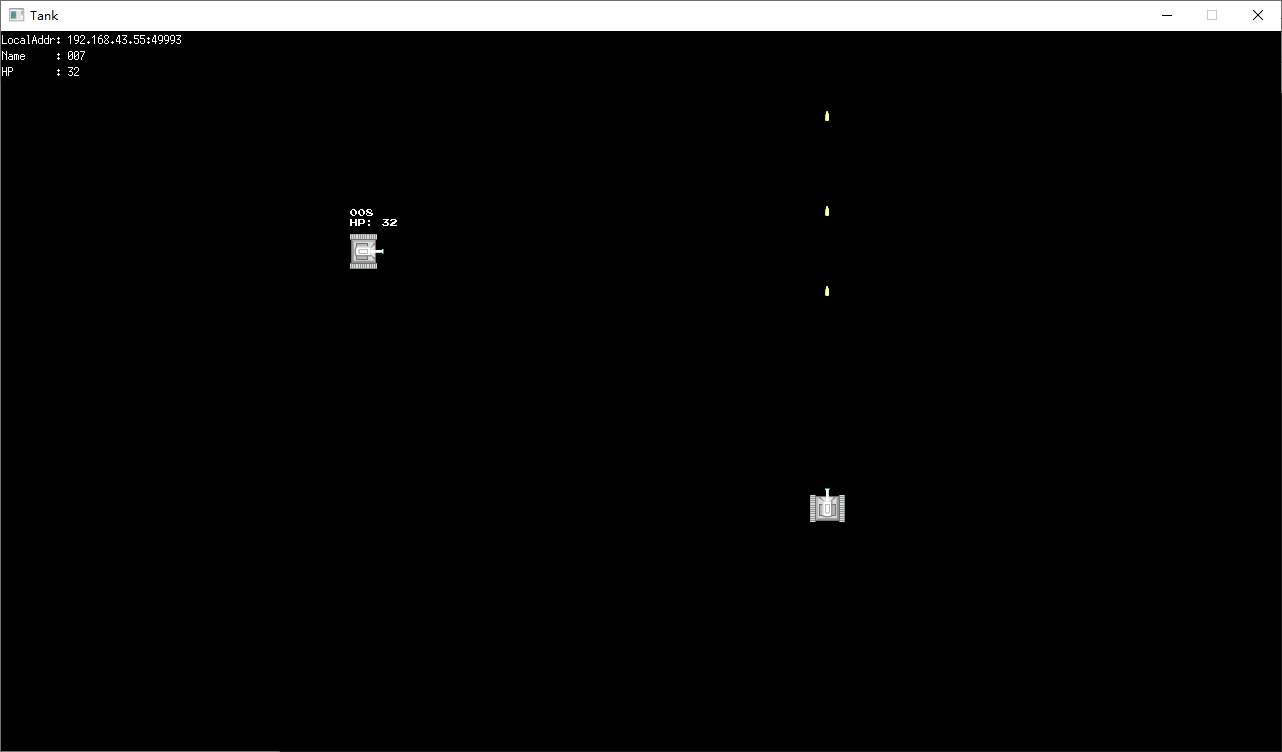 Tank
LocalAddr: 192.168.43.55:49993
Name    : 007
HP      : 32
008
HP: 32